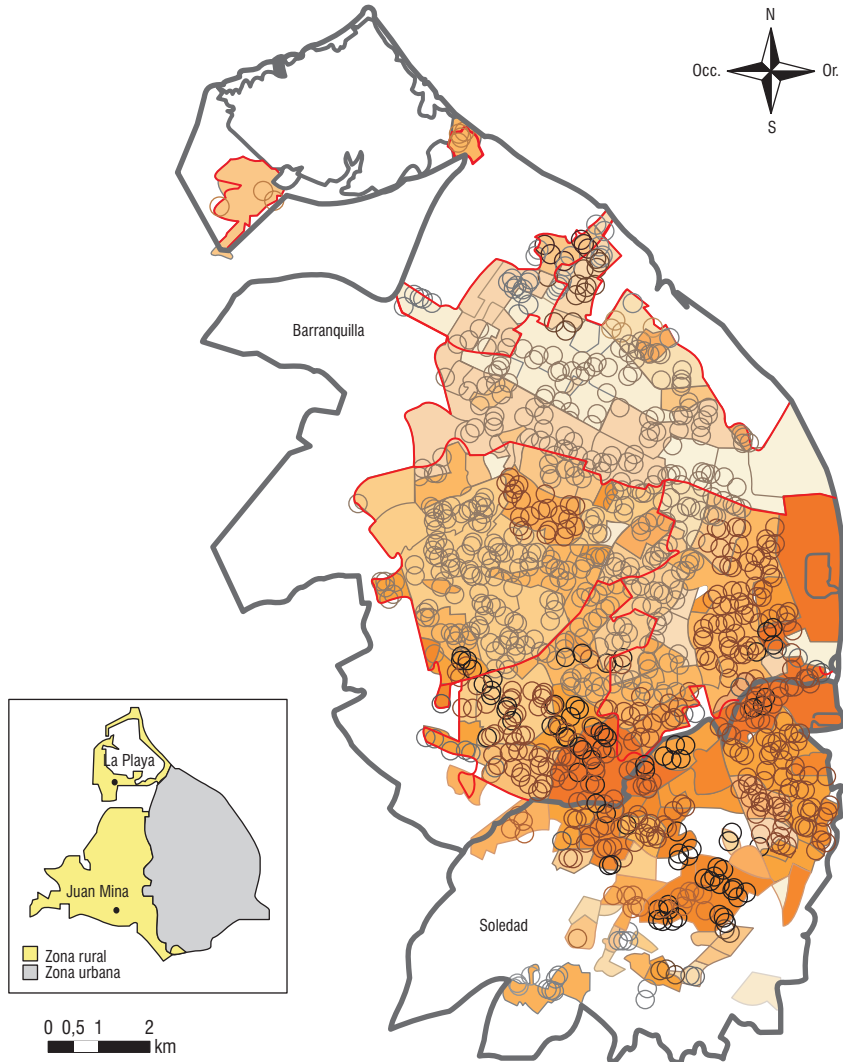 N
Occ.
Or.
S
Barranquilla
La Playa
Juan Mina
Soledad
Zona rural
Zona urbana
0 0,5 1 2
km